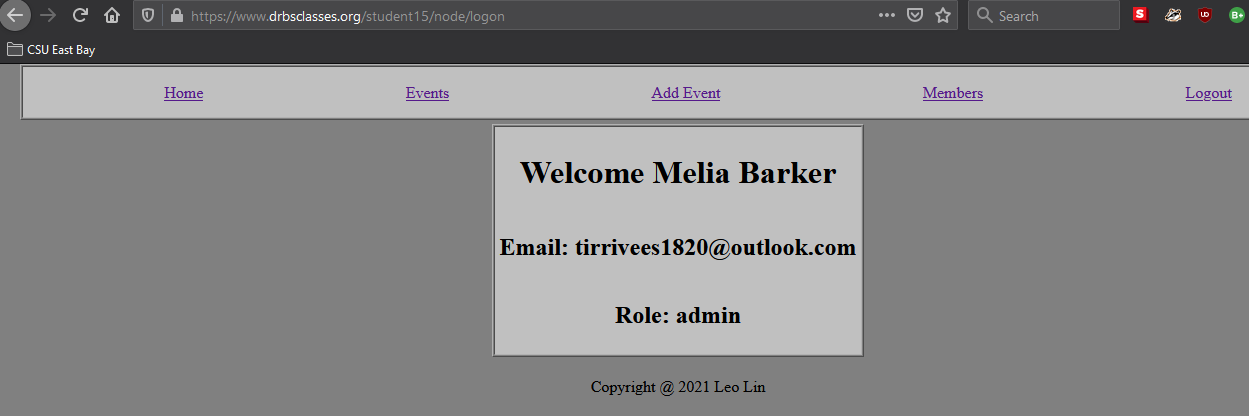 https://www.drbsclasses.org/student15/node/logon
Search
S
UD
B+
CSU East Bay
Home Events Add Event Members Logout
Welcome Melia Barker
Email: tirrivees1820@outlook.com
Role: admin
Copyright @ 2021 Leo Lin